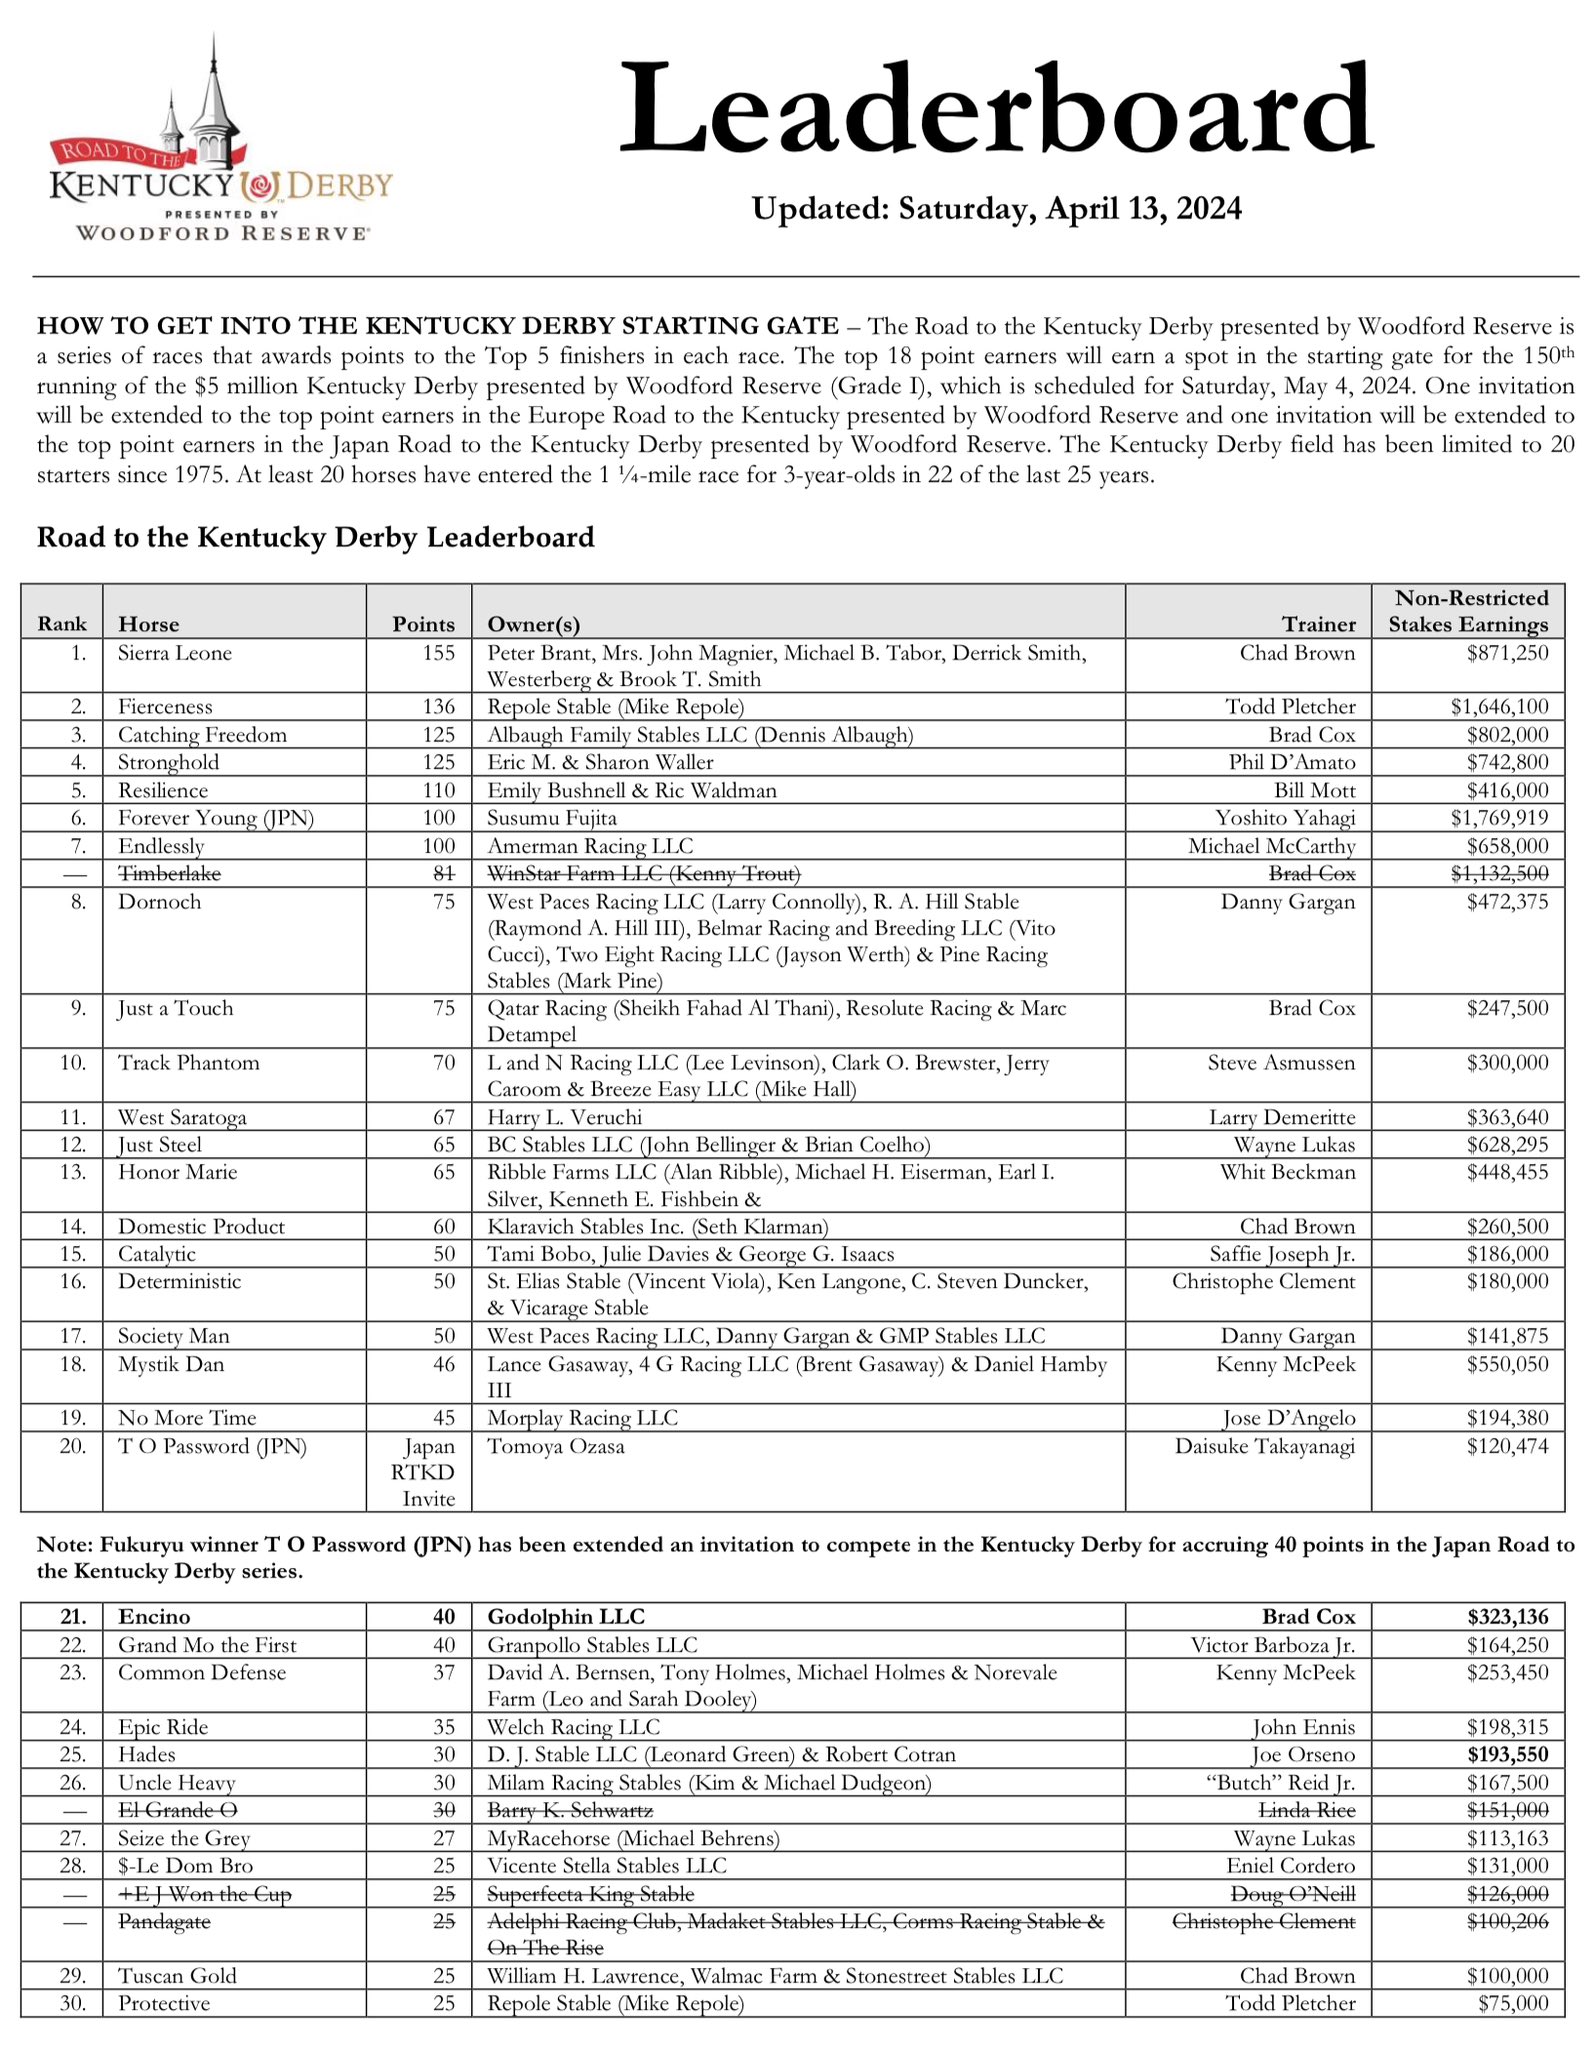 ROAD TO THE
KENTUCKY DERBY™
PRESENTED BY
WOODFORD RESERVE®
Leaderboard
Updated: Saturday, April 13, 2024
HOW TO GET INTO THE KENTUCKY DERBY STARTING GATE – The Road to the Kentucky Derby presented by Woodford Reserve is
a series of races that awards points to the Top 5 finishers in each race. The top 18 point earners will earn a spot in the starting gate for the 150th
running of the $5 million Kentucky Derby presented by Woodford Reserve (Grade I), which is scheduled for Saturday, May 4, 2024. One invitation
will be extended to the top point earners in the Europe Road to the Kentucky presented by Woodford Reserve and one invitation will be extended to
the top point earners in the Japan Road to the Kentucky Derby presented by Woodford Reserve. The Kentucky Derby field has been limited to 20
starters since 1975. At least 20 horses have entered the 1 ¼-mile race for 3-year-olds in 22 of the last 25 years.
Road to the Kentucky Derby Leaderboard
Non-Restricted
Rank Horse Points Owner(s) Trainer Stakes Earnings
1. Sierra Leone 155 Peter Brant, Mrs. John Magnier, Michael B. Tabor, Derrick Smith, Chad Brown $871,250
Westerberg & Brook T. Smith
2. Fierceness 136 Repole Stable (Mike Repole) Todd Pletcher $1,646,100
3. Catching Freedom 125 Albaugh Family Stables LLC (Dennis Albaugh) Brad Cox $802,000
4. Stronghold 125 Eric M. & Sharon Waller Phil D’Amato $742,800
5. Resilience 110 Emily Bushnell & Ric Waldman Bill Mott $416,000
6. Forever Young (JPN) 100 Susumu Fujita Yoshito Yahagi $1,769,919
7. Endlessly 100 Amerman Racing LLC Michael McCarthy $658,000
— Timberlake 81 WinStar Farm LLC (Kenny Trout) Brad Cox $1,132,500
8. Dornoch 75 West Paces Racing LLC (Larry Connolly), R. A. Hill Stable Danny Gargan $472,375
(Raymond A. Hill III), Belmar Racing and Breeding LLC (Vito
Cucci), Two Eight Racing LLC (Jayson Werth) & Pine Racing
Stables (Mark Pine)
9. Just a Touch 75 Qatar Racing (Sheikh Fahad Al Thani), Resolute Racing & Marc Brad Cox $247,500
Detampel
10. Track Phantom 70 L and N Racing LLC (Lee Levinson), Clark O. Brewster, Jerry Steve Asmussen $300,000
Caroom & Breeze Easy LLC (Mike Hall)
11. West Saratoga 67 Harry L. Veruchi Larry Demeritte $363,640
12. Just Steel 65 BC Stables LLC (John Bellinger & Brian Coelho) Wayne Lukas $628,295
13. Honor Marie 65 Ribble Farms LLC (Alan Ribble), Michael H. Eiserman, Earl I. Whit Beckman $448,455
Silver, Kenneth E. Fishbein &
14. Domestic Product 60 Klaravich Stables Inc. (Seth Klarman) Chad Brown $260,500
15. Catalytic 50 Tami Bobo, Julie Davies & George G. Isaacs Saffie Joseph Jr. $186,000
16. Deterministic 50 St. Elias Stable (Vincent Viola), Ken Langone, C. Steven Duncker, Christophe Clement $180,000
& Vicarage Stable
17. Society Man 50 West Paces Racing LLC, Danny Gargan & GMP Stables LLC Danny Gargan $141,875
18. Mystik Dan 46 Lance Gasaway, 4 G Racing LLC (Brent Gasaway) & Daniel Hamby Kenny McPeek $550,050
III
19. No More Time 45 Morplay Racing LLC Jose D’Angelo $194,380
20. T O Password (JPN) Japan Tomoya Ozasa Daisuke Takayanagi $120,474
RTKD
Invite
Note: Fukuryu winner T O Password (JPN) has been extended an invitation to compete in the Kentucky Derby for accruing 40 points in the Japan Road to
the Kentucky Derby series.
21. Encino 40 Godolphin LLC Brad Cox $323,136
22. Grand Mo the First 40 Granpollo Stables LLC Victor Barboza Jr. $164,250
23. Common Defense 37 David A. Bernsen, Tony Holmes, Michael Holmes & Norevale Kenny McPeek $253,450
Farm (Leo and Sarah Dooley)
24. Epic Ride 35 Welch Racing LLC John Ennis $198,315
25. Hades 30 D. J. Stable LLC (Leonard Green) & Robert Cotran Joe Orseno $193,550
26. Uncle Heavy 30 Milam Racing Stables (Kim & Michael Dudgeon) “Butch” Reid Jr. $167,500
— El Grande O 30 Barry K. Schwartz Linda Rice $151,000
27. Seize the Grey 27 MyRacehorse (Michael Behrens) Wayne Lukas $113,163
28. $-Le Dom Bro 25 Vicente Stella Stables LLC Eniel Cordero $131,000
— +E J Won the Cup 25 Superfecta King Stable Doug O’Neill $126,000
— Pandagate 25 Adelphi Racing Club, Madaket Stables LLC, Corms Racing Stable & Christophe Clement $100,206
On The Rise
29. Tuscan Gold 25 William H. Lawrence, Walmac Farm & Stonestreet Stables LLC Chad Brown $100,000
30. Protective 25 Repole Stable (Mike Repole) Todd Pletcher $75,000